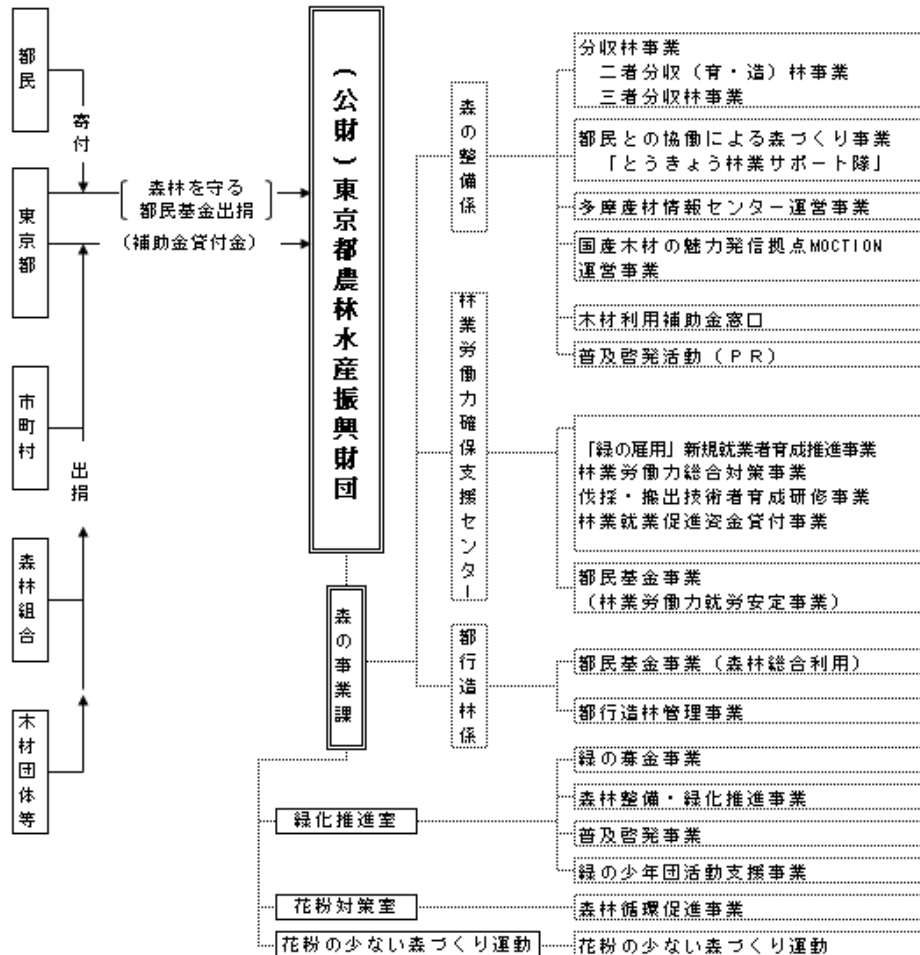 都民
寄付
東京都
森林を守る
都民基金出捐
(補助金貸付金)
市町村
出捐
森林組合
木材団体等
(公財)東京都農林水産振興財団
森の事業課
森の整備係
分収林事業
二者分収(育・造)林事業
三者分収林事業
都民との協働による森づくり事業
「とうきょう林業サポート隊」
多摩産材情報センター運営事業
国産木材の魅力発信拠点MOCTION
運営事業
木材利用補助金窓口
普及啓発活動(PR)
林業労働力確保支援センター
「緑の雇用」新規就業者育成推進事業
林業労働力総合対策事業
伐採・搬出技術者育成研修事業
林業就業促進資金貸付事業
都民基金事業
(林業労働力就労安定事業)
都行造林係
都民基金事業(森林総合利用)
都行造林管理事業
緑化推進室
緑の募金事業
森林整備・緑化推進事業
普及啓発事業
緑の少年団活動支援事業
花粉対策室
森林循環促進事業
花粉の少ない森づくり運動
花粉の少ない森づくり運動